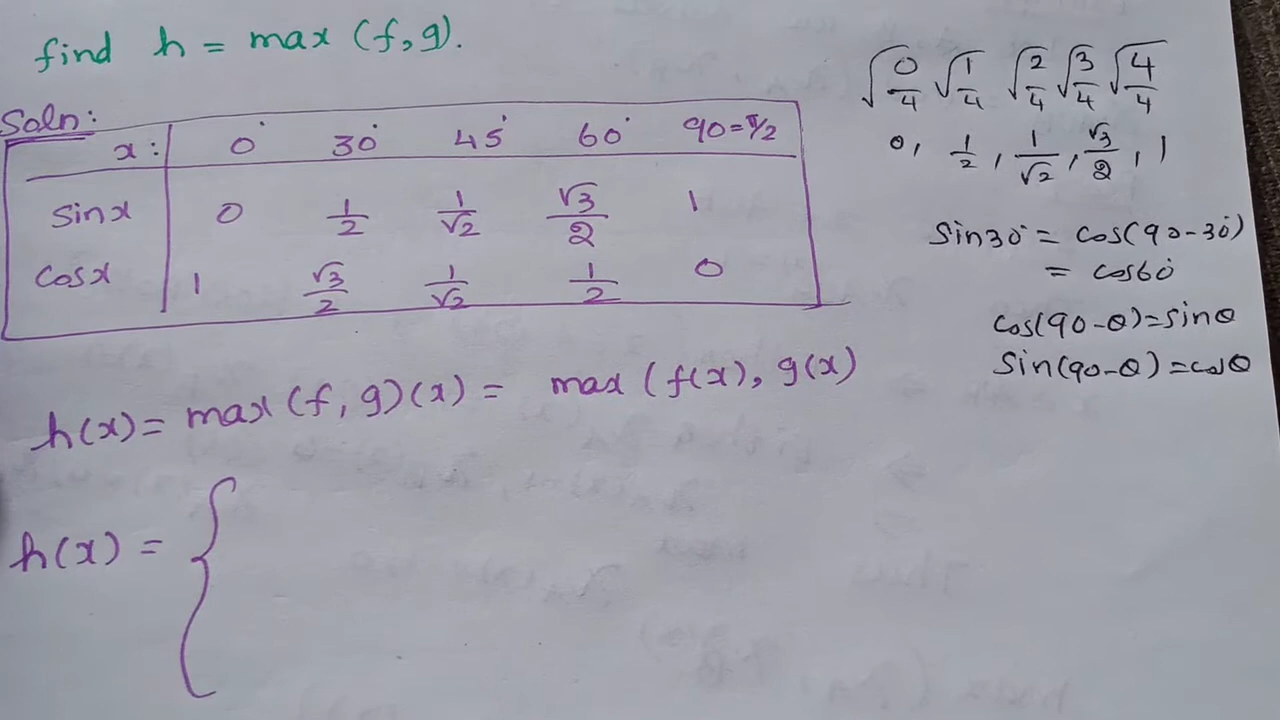 find h = max (f, g).
Soln:
x: 0° 30° 45° 60° 90=π/2
sinx 0 1/2 1/√2 √3/2 1
cosx 1 √3/2 1/√2 1/2 0
h(x) = max (f, g)(x) = max (f(x), g(x)
h(x) = {
√0/4 √1/4 √2/4 √3/4 √4/4
0, 1/2, 1/√2, √3/2, 1
Sin30° = cos(90-30°)
= cos60°
cos(90-θ)=sinθ
Sin(90-θ)=cosθ